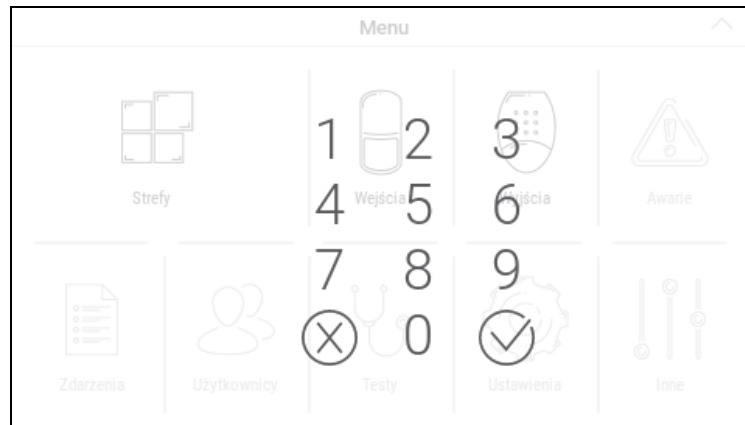 Menu
1 2 3
Strefy Wejścia Wyjścia Awarie
4 5 6
7 8 9
0
Zdarzenia Użytkownicy Testy Ustawienia Inne